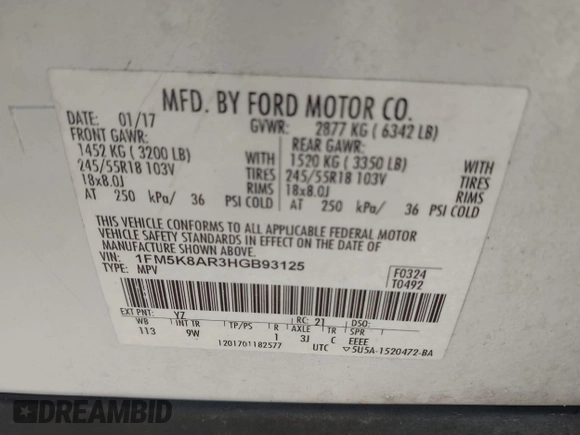 MFD. BY FORD MOTOR CO.
DATE: 01/17 GVWR: 2877 KG ( 6342 LB)
FRONT GAWR: REAR GAWR:
1452 KG ( 3200 LB) WITH 1520 KG ( 3350 LB) WITH
245/55R18 103V TIRES 245/55R18 103V TIRES
18x8.0J RIMS 18x8.0J RIMS
AT 250 kPa/ 36 PSI COLD AT 250 kPa/ 36 PSI COLD
THIS VEHICLE CONFORMS TO ALL APPLICABLE FEDERAL MOTOR
VEHICLE SAFETY STANDARDS IN EFFECT ON THE DATE OF
MANUFACTURE SHOWN ABOVE.
VIN: 1FM5K8AR3HGB93125 F0324
TYPE: MPV T0492
EXT PNT: YZ RC: 21 DSO:
WB INT TR TP/PS R AXLE TR SPR
113 9W 1 3J C EEEE
1201701182577 UTC 5U5A-1520472-BA
DREAMBID